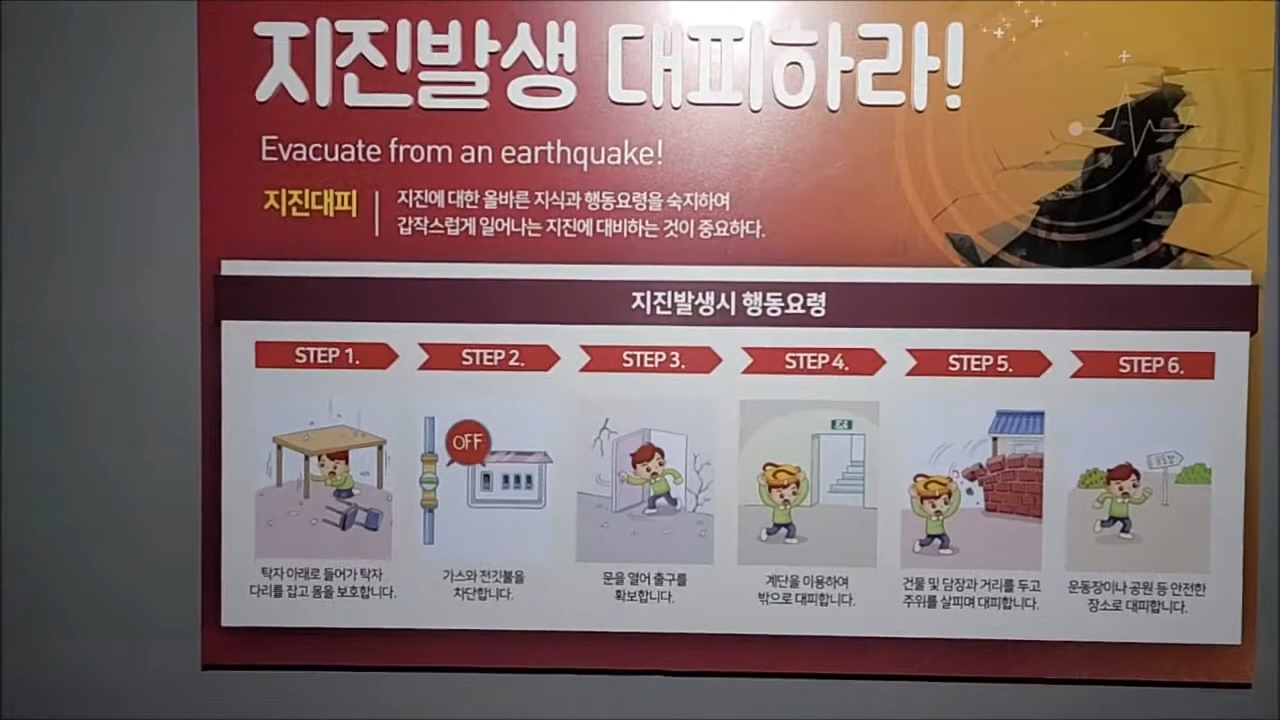 지진발생 대피하라!
Evacuate from an earthquake!
지진대피
지진에 대한 올바른 지식과 행동요령을 숙지하여
갑작스럽게 일어나는 지진에 대비하는 것이 중요하다.
지진발생시 행동요령
STEP 1.
STEP 2.
STEP 3.
STEP 4.
STEP 5.
STEP 6.
OFF
탁자 아래로 들어가 탁자
다리를 잡고 몸을 보호합니다.
가스와 전깃불을
차단합니다.
문을 열어 출구를
확보합니다.
계단을 이용하여
밖으로 대피합니다.
건물 및 담장과 거리를 두고
주위를 살피며 대피합니다.
운동장이나 공원 등 안전한
장소로 대피합니다.